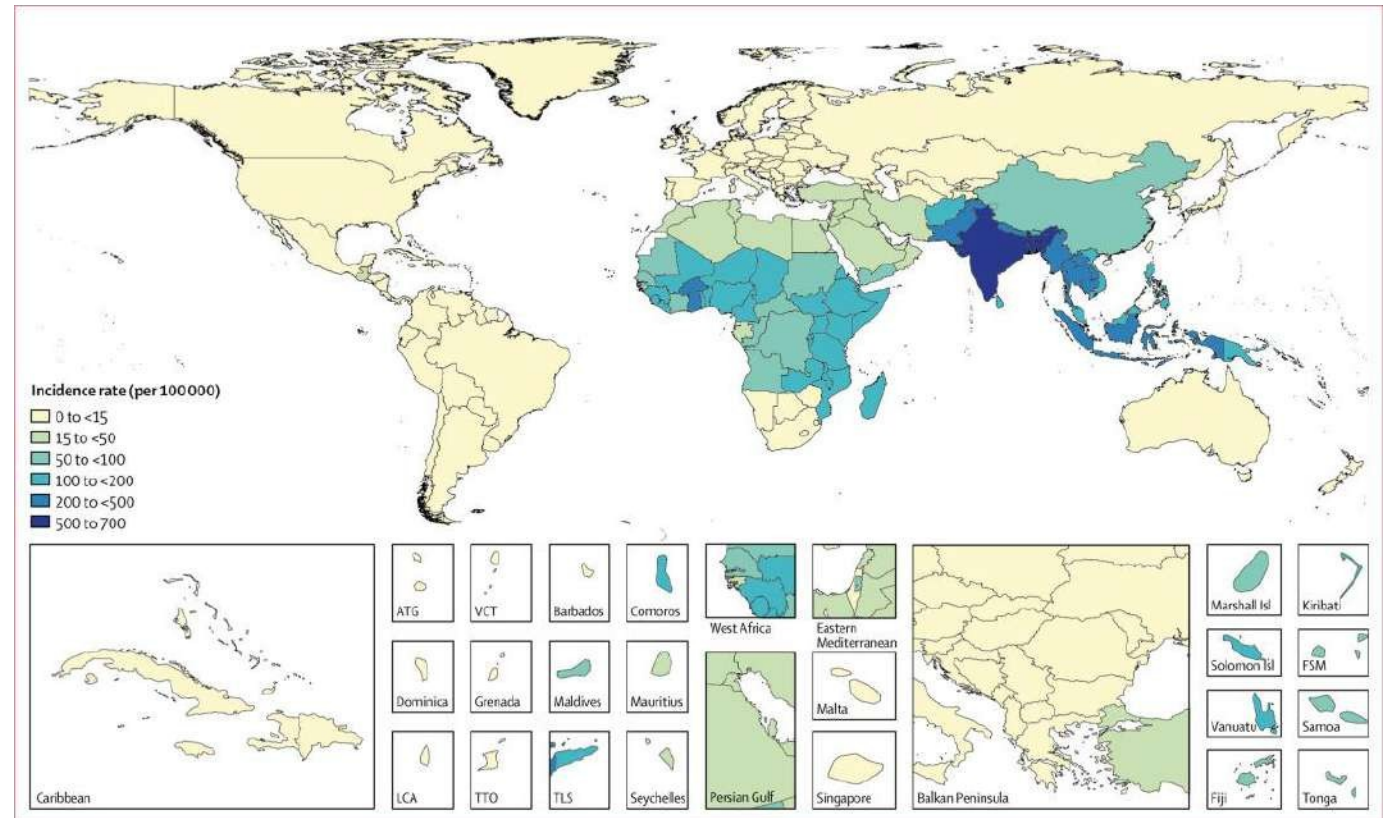 Incidence rate (per 100 000)
0 to <15
15 to <50
50 to <100
100 to <200
200 to <500
500 to 700
Caribbean
ATG
VCT
Barbados
Comoros
West Africa
Eastern
Mediterranean
Marshall Isl
Kiribati
Dominica
Grenada
Maldives
Mauritius
Malta
Solomon Isl
FSM
Vanuatu
Samoa
LCA
TTO
TLS
Seychelles
Persian Gulf
Singapore
Balkan Peninsula
Fiji
Tonga